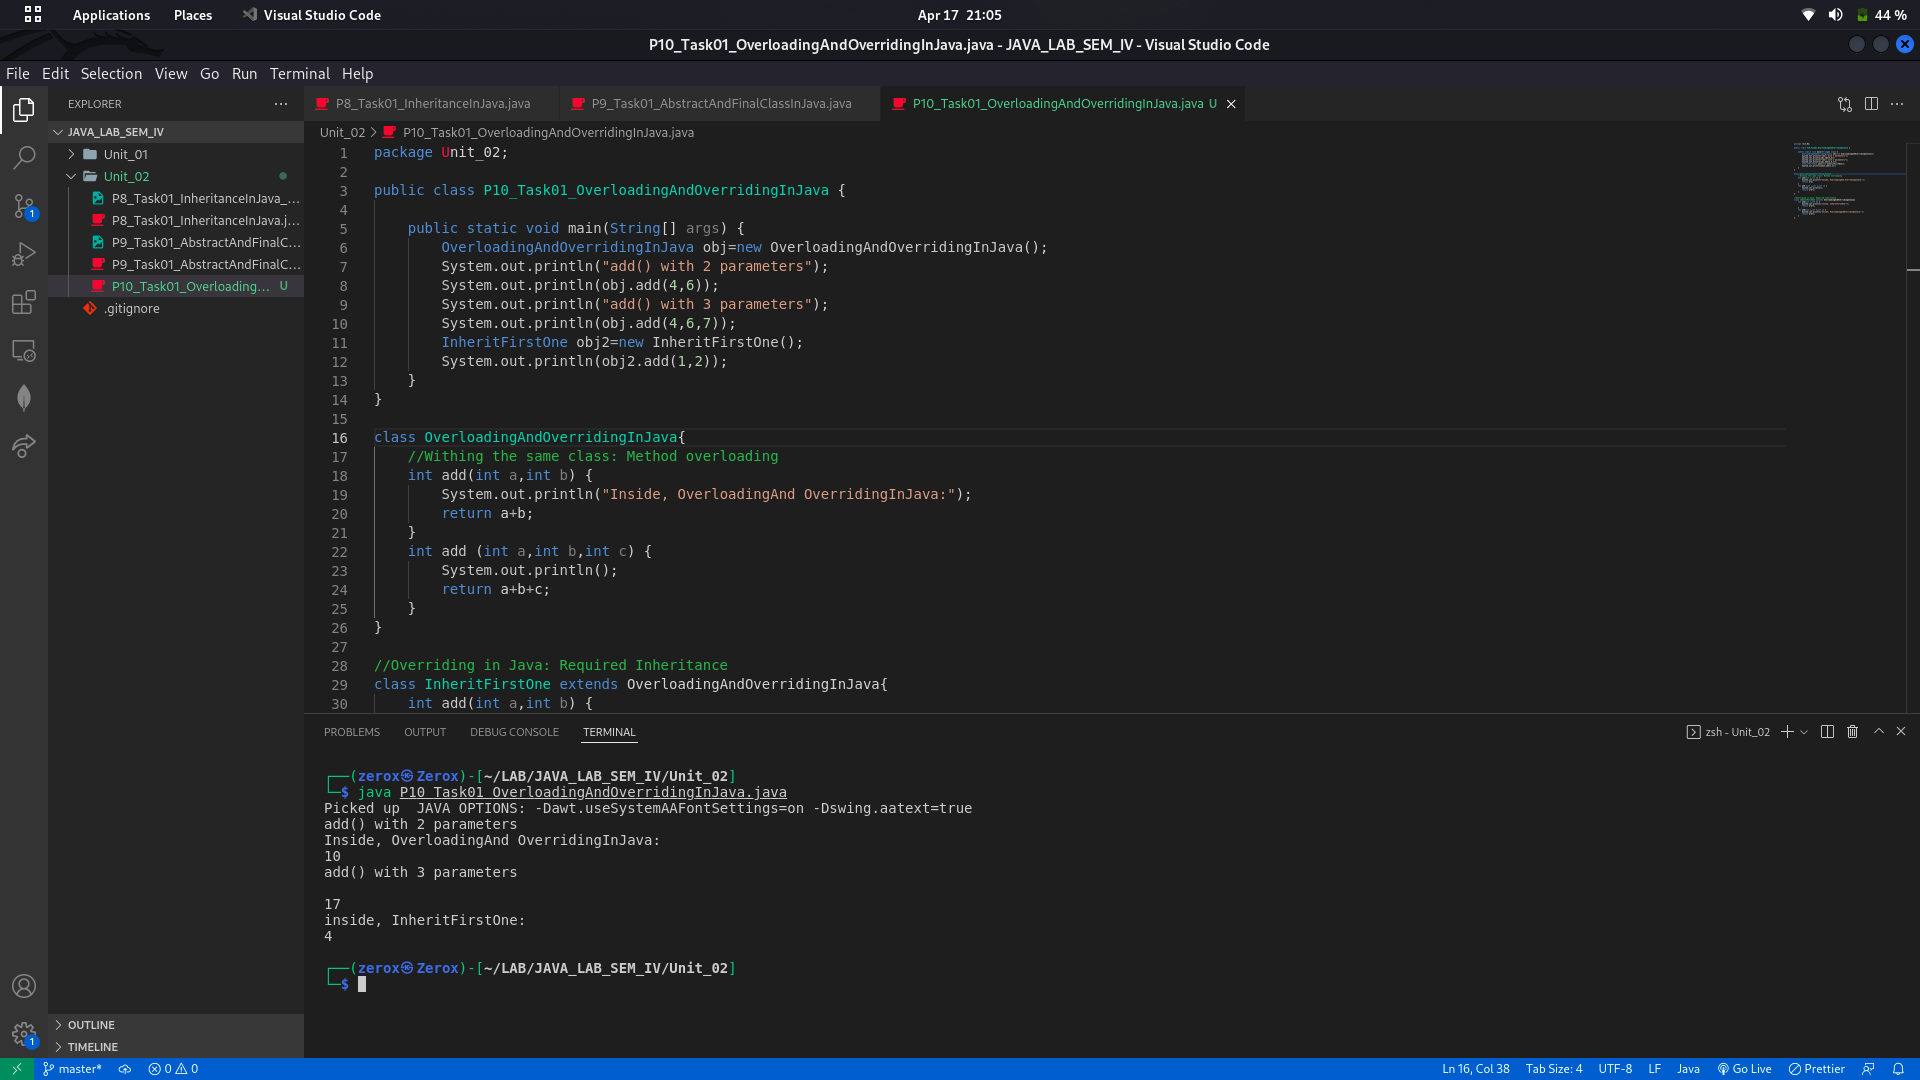 Applications Places Visual Studio Code Apr 17 21:05 44 %
P10_Task01_OverloadingAndOverridingInJava.java - JAVA_LAB_SEM_IV - Visual Studio Code
File Edit Selection View Go Run Terminal Help
EXPLORER
JAVA_LAB_SEM_IV
Unit_01
Unit_02
P8_Task01_InheritanceInJava_...
P8_Task01_InheritanceInJava.j...
P9_Task01_AbstractAndFinalC...
P9_Task01_AbstractAndFinalC...
P10_Task01_Overloading... U
.gitignore
1
1
OUTLINE
TIMELINE
P8_Task01_InheritanceInJava.java P9_Task01_AbstractAndFinalClassInJava.java P10_Task01_OverloadingAndOverridingInJava.java U
Unit_02 > P10_Task01_OverloadingAndOverridingInJava.java
1 package Unit_02;
2
3 public class P10_Task01_OverloadingAndOverridingInJava {
4
5 public static void main(String[] args) {
6 OverloadingAndOverridingInJava obj=new OverloadingAndOverridingInJava();
7 System.out.println("add() with 2 parameters");
8 System.out.println(obj.add(4,6));
9 System.out.println("add() with 3 parameters");
10 System.out.println(obj.add(4,6,7));
11 InheritFirstOne obj2=new InheritFirstOne();
12 System.out.println(obj2.add(1,2));
13 }
14 }
15
16 class OverloadingAndOverridingInJava{
17 //Withing the same class: Method overloading
18 int add(int a,int b) {
19 System.out.println("Inside, OverloadingAnd OverridingInJava:");
20 return a+b;
21 }
22 int add (int a,int b,int c) {
23 System.out.println();
24 return a+b+c;
25 }
26 }
27
28 //Overriding in Java: Required Inheritance
29 class InheritFirstOne extends OverloadingAndOverridingInJava{
30 int add(int a,int b) {
PROBLEMS OUTPUT DEBUG CONSOLE TERMINAL zsh - Unit_02
┌──(zerox㉿Zerox)-[~/LAB/JAVA_LAB_SEM_IV/Unit_02]
└─$ java P10_Task01_OverloadingAndOverridingInJava.java
Picked up _JAVA_OPTIONS: -Dawt.useSystemAAFontSettings=on -Dswing.aatext=true
add() with 2 parameters
Inside, OverloadingAnd OverridingInJava:
10
add() with 3 parameters
17
inside, InheritFirstOne:
4
┌──(zerox㉿Zerox)-[~/LAB/JAVA_LAB_SEM_IV/Unit_02]
└─$
master* 0 0 Ln 16, Col 38 Tab Size: 4 UTF-8 LF Java Go Live Prettier